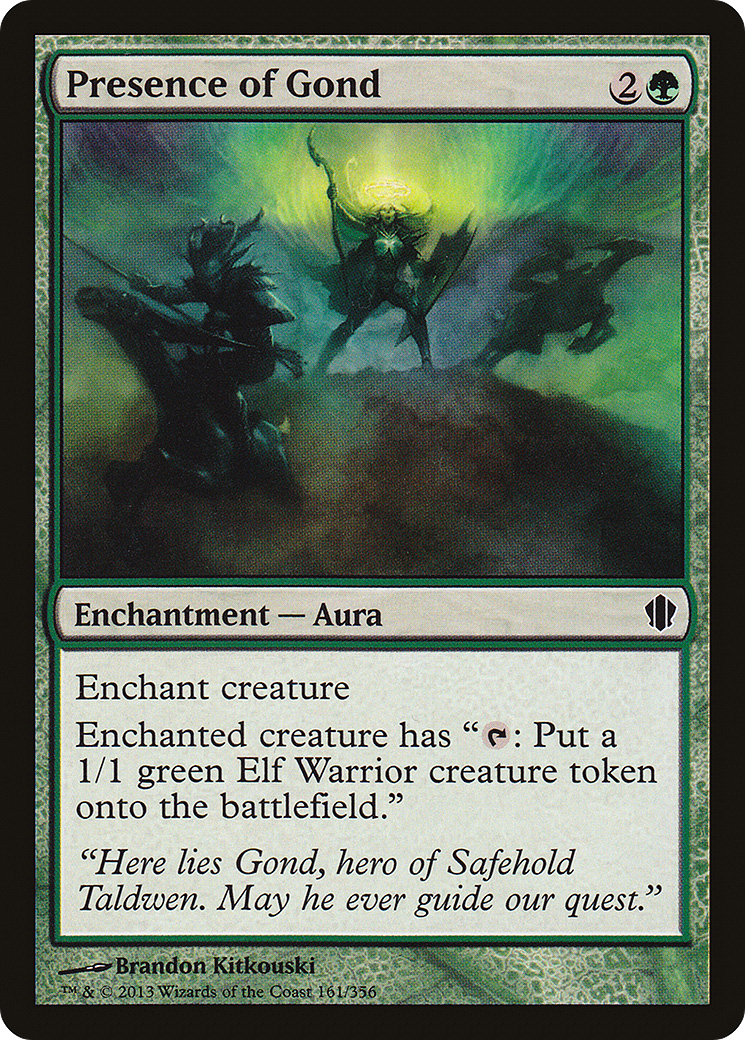 Presence of Gond 2
Enchantment — Aura
Enchant creature
Enchanted creature has “ : Put a
1/1 green Elf Warrior creature token
onto the battlefield.”
“Here lies Gond, hero of Safehold
Taldwen. May he ever guide our quest.”
Brandon Kitkouski
™ & © 2013 Wizards of the Coast 161/356